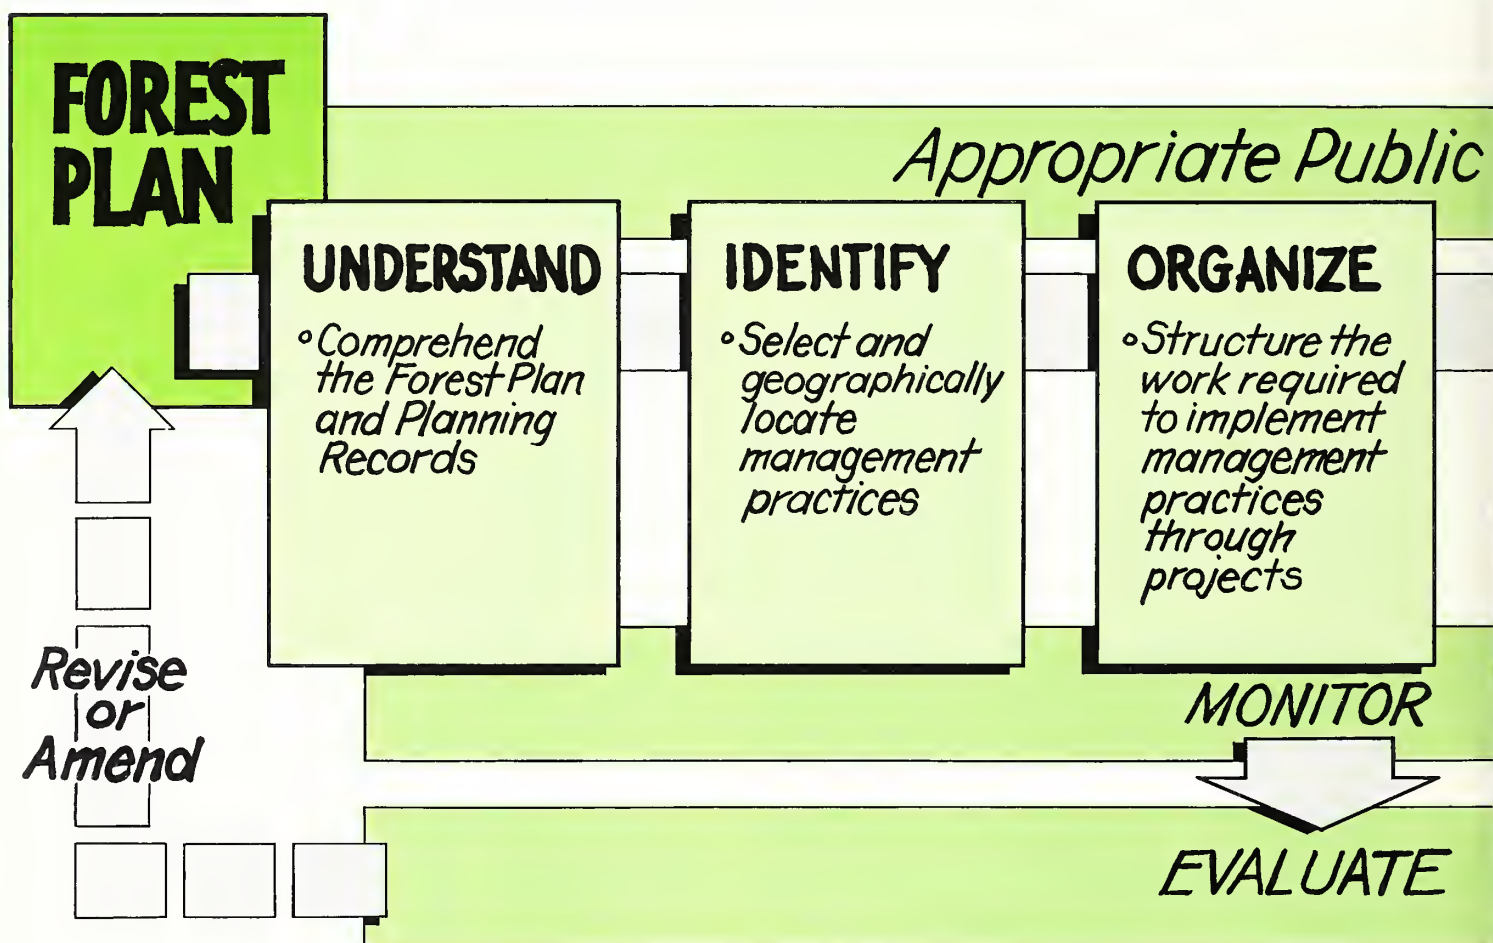 FOREST
PLAN
Appropriate Public
UNDERSTAND
° Comprehend
the Forest Plan
and Planning
Records
IDENTIFY
° Select and
geographically
locate
management
practices
ORGANIZE
° Structure the
work required
to implement
management
practices
through
projects
Revise
or
Amend
MONITOR
EVALUATE